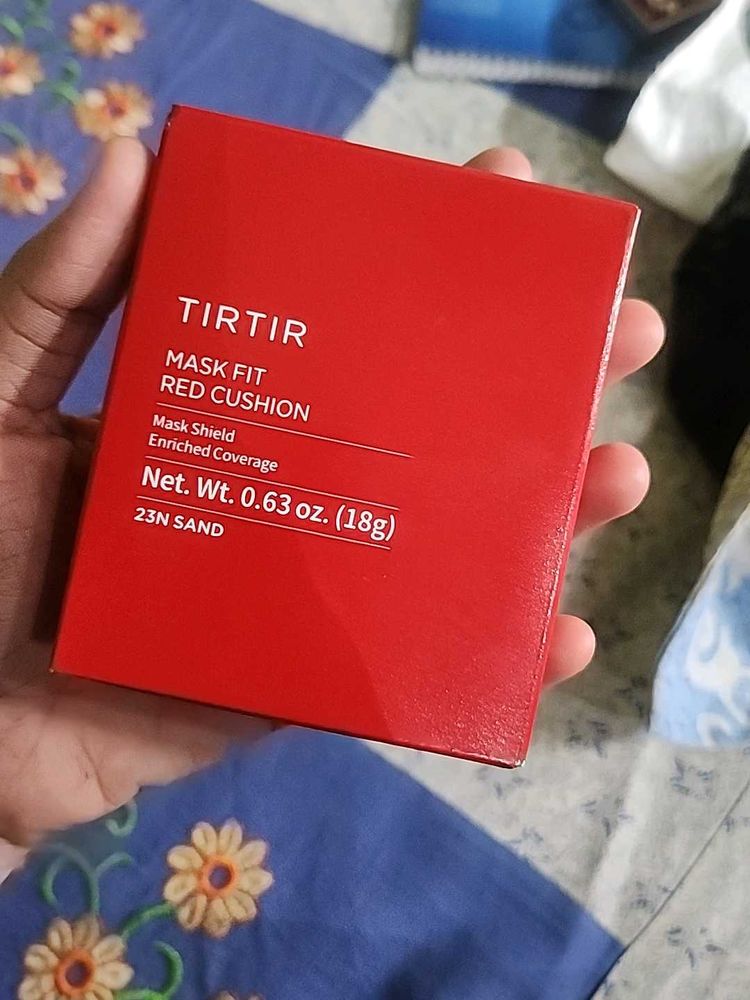 TIRTIR
MASK FIT
RED CUSHION
Mask Shield
Enriched Coverage
Net. Wt. 0.63 oz. (18g)
23N SAND